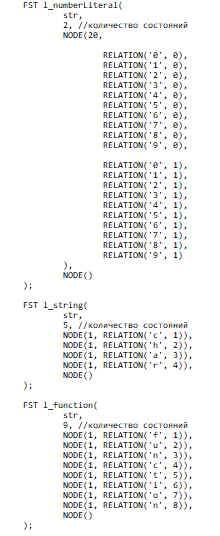 FST l_numberLiteral(
str,
2, //количество состояний
NODE(20,
RELATION('0', 0),
RELATION('1', 0),
RELATION('2', 0),
RELATION('3', 0),
RELATION('4', 0),
RELATION('5', 0),
RELATION('6', 0),
RELATION('7', 0),
RELATION('8', 0),
RELATION('9', 0),
RELATION('0', 1),
RELATION('1', 1),
RELATION('2', 1),
RELATION('3', 1),
RELATION('4', 1),
RELATION('5', 1),
RELATION('6', 1),
RELATION('7', 1),
RELATION('8', 1),
RELATION('9', 1)
),
NODE()
);
FST l_string(
str,
5, //количество состояний
NODE(1, RELATION('c', 1)),
NODE(1, RELATION('h', 2)),
NODE(1, RELATION('a', 3)),
NODE(1, RELATION('r', 4)),
NODE()
);
FST l_function(
str,
9, //количество состояний
NODE(1, RELATION('f', 1)),
NODE(1, RELATION('u', 2)),
NODE(1, RELATION('n', 3)),
NODE(1, RELATION('c', 4)),
NODE(1, RELATION('t', 5)),
NODE(1, RELATION('i', 6)),
NODE(1, RELATION('o', 7)),
NODE(1, RELATION('n', 8)),
NODE()
);